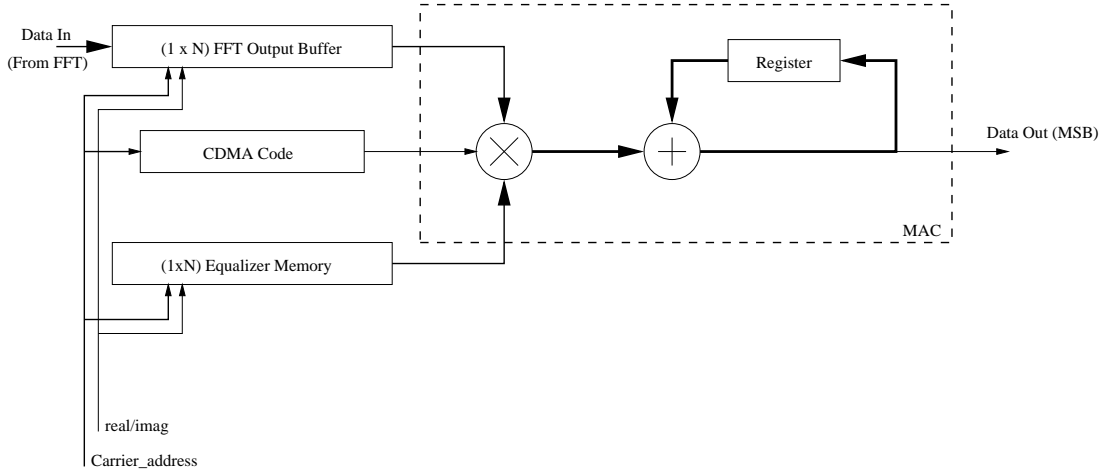 Data In
(From FFT)
(1 x N) FFT Output Buffer
Register
CDMA Code
Data Out (MSB)
MAC
(1xN) Equalizer Memory
real/imag
Carrier_address